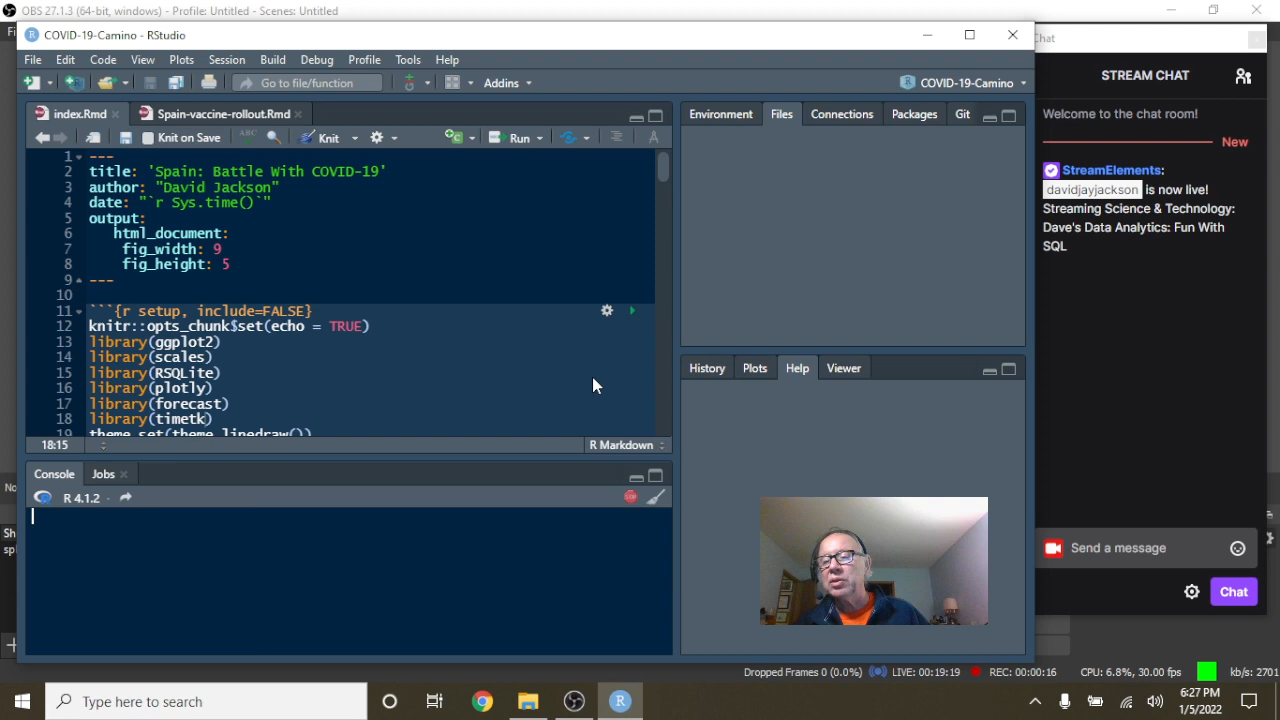 OBS 27.1.3 (64-bit, windows) - Profile: Untitled - Scenes: Untitled
COVID-19-Camino - RStudio
File Edit Code View Plots Session Build Debug Profile Tools Help
Go to file/function
Addins
COVID-19-Camino
index.Rmd
Spain-vaccine-rollout.Rmd
Knit on Save
ABC
Knit
Run
1 ---
2 title: 'Spain: Battle With COVID-19'
3 author: "David Jackson"
4 date: "`r Sys.time()`"
5 output:
6 html_document:
7 fig_width: 9
8 fig_height: 5
9 ---
10
11 ```{r setup, include=FALSE}
12 knitr::opts_chunk$set(echo = TRUE)
13 library(ggplot2)
14 library(scales)
15 library(RSQLite)
16 library(plotly)
17 library(forecast)
18 library(timetk)
19 theme_set(theme_linedraw())
18:15
R Markdown
Console Jobs
R 4.1.2
Environment Files Connections Packages Git
History Plots Help Viewer
Chat
STREAM CHAT
Welcome to the chat room!
New
StreamElements:
davidjayjackson is now live!
Streaming Science & Technology:
Dave's Data Analytics: Fun With
SQL
Send a message
Chat
Dropped Frames 0 (0.0%) LIVE: 00:19:19 REC: 00:00:16 CPU: 6.8%, 30.00 fps kb/s: 2701
Type here to search
6:27 PM
1/5/2022